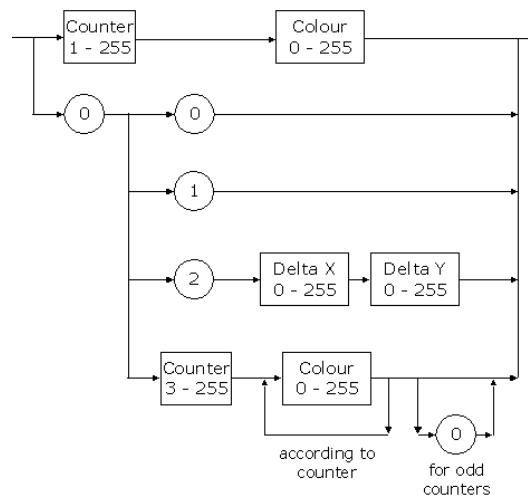 Counter
1 - 255
Colour
0 - 255
0
0
1
2
Delta X
0 - 255
Delta Y
0 - 255
Counter
3 - 255
Colour
0 - 255
0
according to
counter
for odd
counters